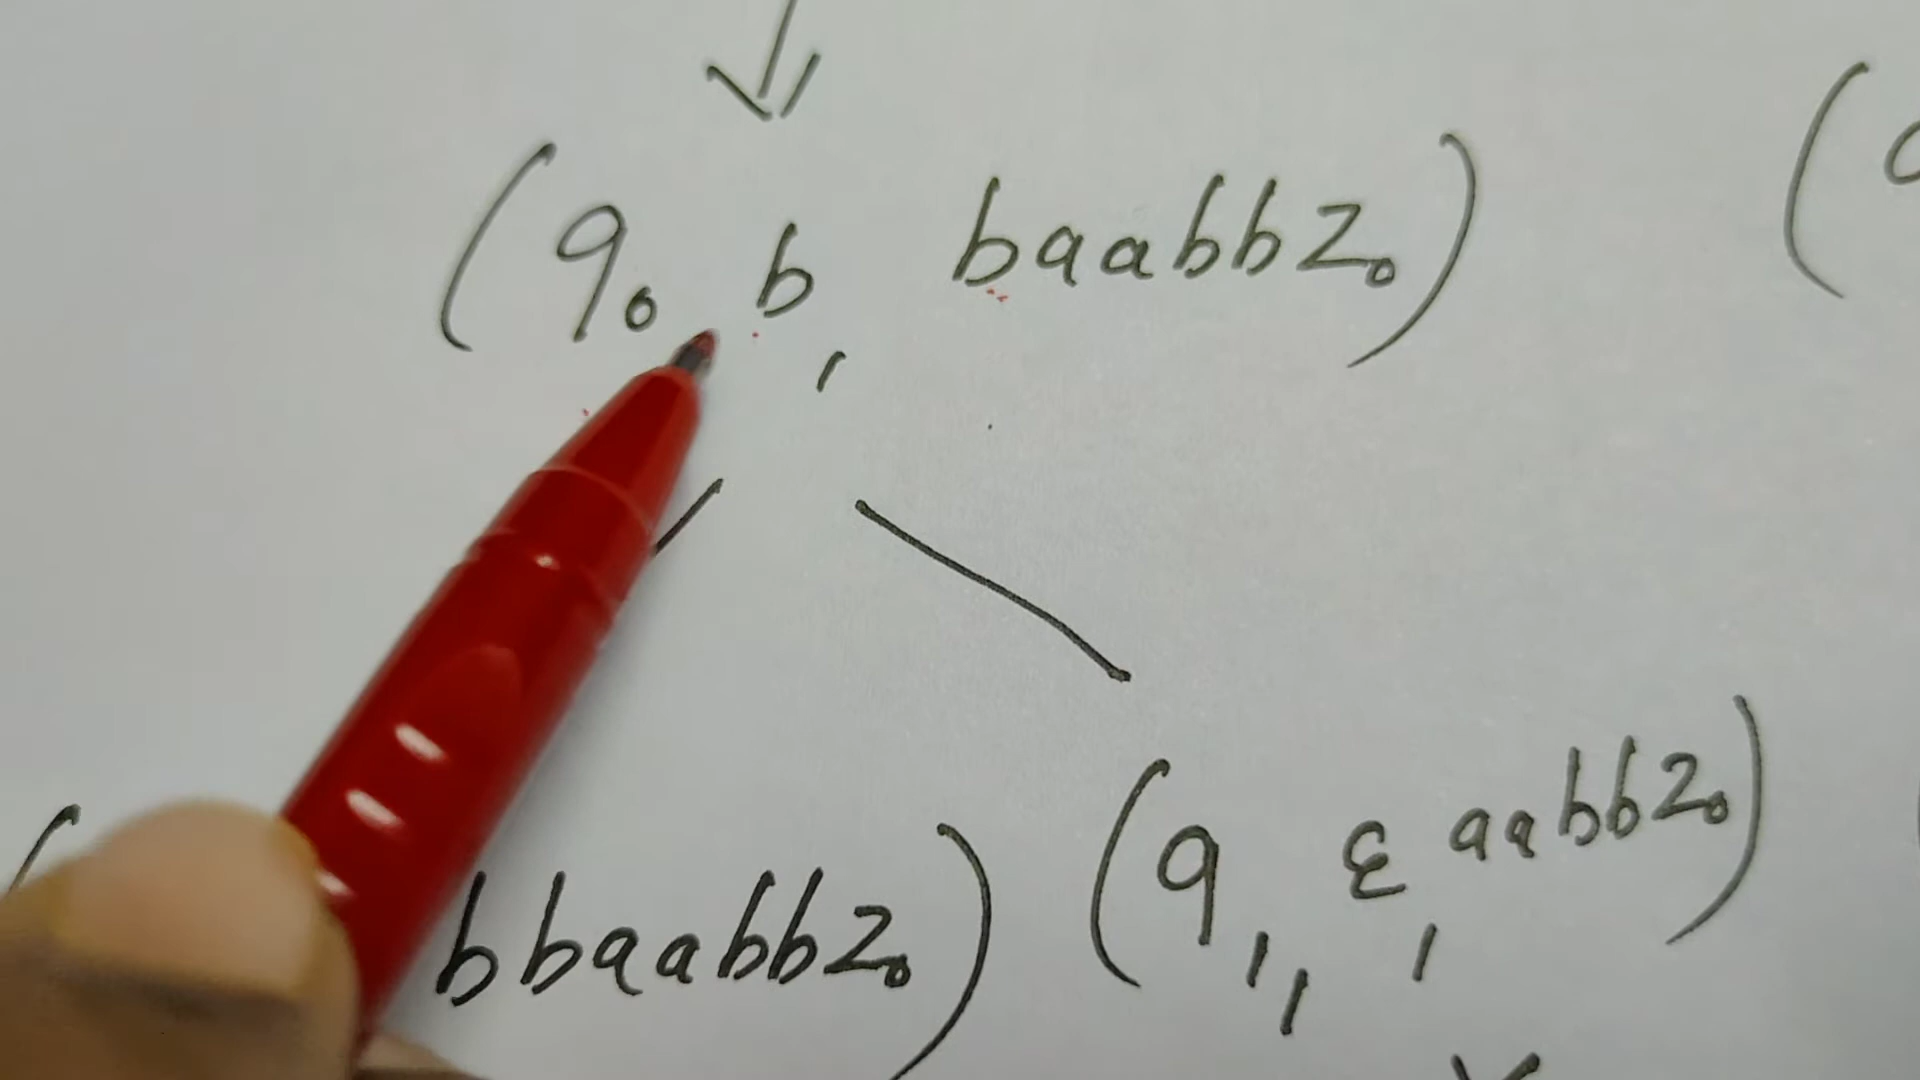 (q₀ b, baabbz₀) (
bbaabbz₀) (q₁, ε, aabbz₀)